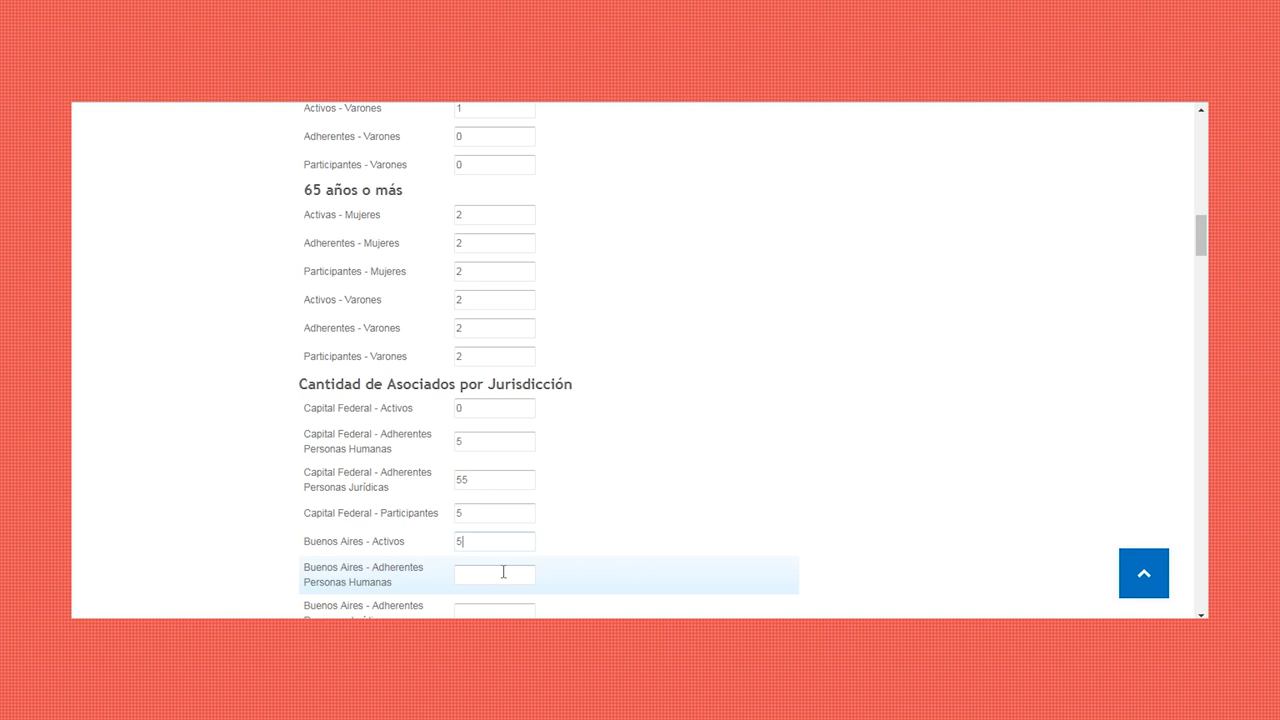 Activos - Varones 1
Adherentes - Varones 0
Participantes - Varones 0
65 años o más
Activas - Mujeres 2
Adherentes - Mujeres 2
Participantes - Mujeres 2
Activos - Varones 2
Adherentes - Varones 2
Participantes - Varones 2
Cantidad de Asociados por Jurisdicción
Capital Federal - Activos 0
Capital Federal - Adherentes
Personas Humanas 5
Capital Federal - Adherentes
Personas Jurídicas 55
Capital Federal - Participantes 5
Buenos Aires - Activos 5
Buenos Aires - Adherentes
Personas Humanas
Buenos Aires - Adherentes